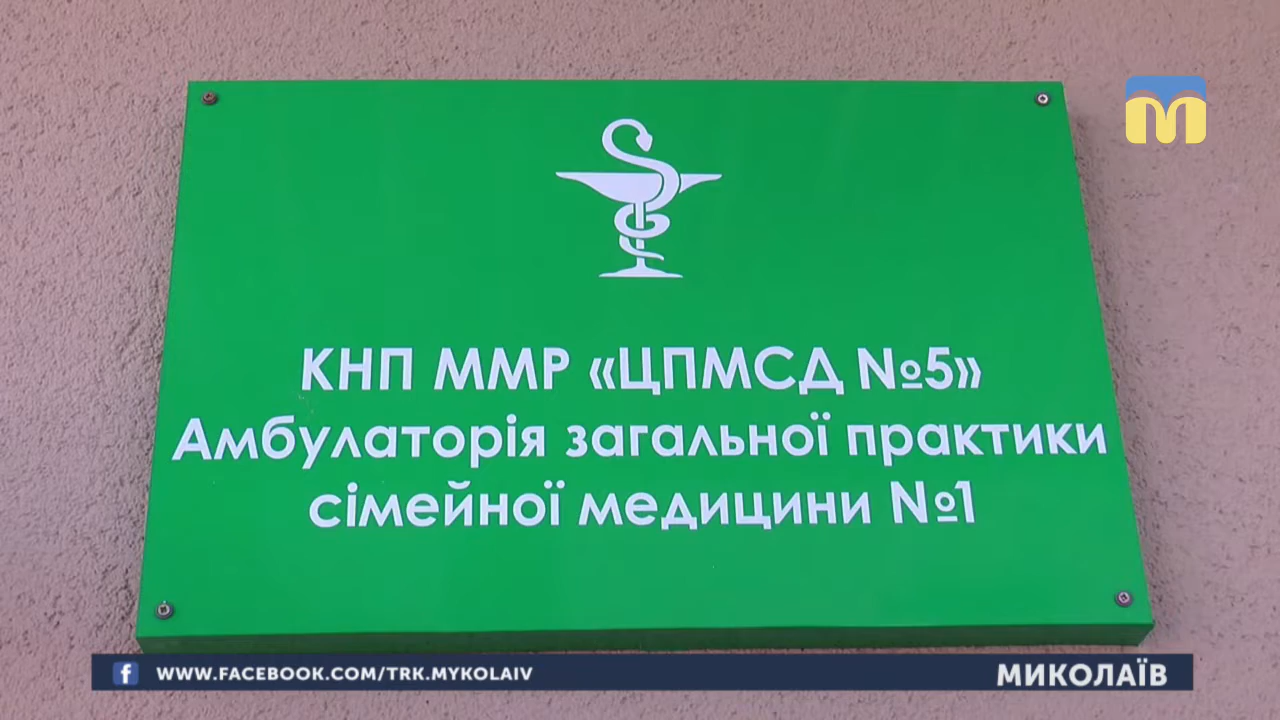 КНП ММР «ЦПМСД №5»
Амбулаторія загальної практики
сімейної медицини №1
WWW.FACEBOOK.COM/TRK.MYKOLAIV
МИКОЛАЇВ